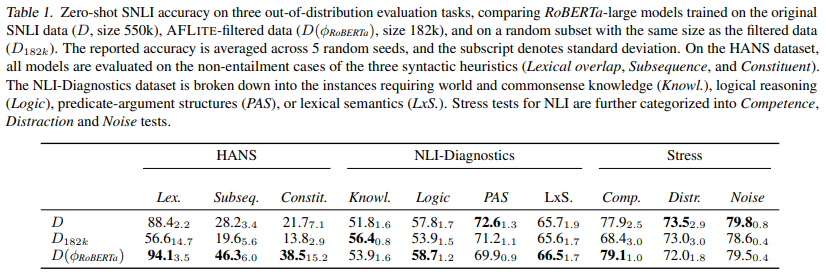 Table 1. Zero-shot SNLI accuracy on three out-of-distribution evaluation tasks, comparing RoBERTa-large models trained on the original
SNLI data (D, size 550k), AFLITE-filtered data (D(ϕRoBERTa), size 182k), and on a random subset with the same size as the filtered data
(D182k). The reported accuracy is averaged across 5 random seeds, and the subscript denotes standard deviation. On the HANS dataset,
all models are evaluated on the non-entailment cases of the three syntactic heuristics (Lexical overlap, Subsequence, and Constituent).
The NLI-Diagnostics dataset is broken down into the instances requiring world and commonsense knowledge (Knowl.), logical reasoning
(Logic), predicate-argument structures (PAS), or lexical semantics (LxS.). Stress tests for NLI are further categorized into Competence,
Distraction and Noise tests.
HANS NLI-Diagnostics Stress
Lex. Subseq. Constit. Knowl. Logic PAS LxS. Comp. Distr. Noise
D 88.42.2 28.23.4 21.77.1 51.81.6 57.81.7 72.61.3 65.71.9 77.92.5 73.52.9 79.80.8
D182k 56.614.7 19.65.6 13.82.9 56.40.8 53.91.5 71.21.1 65.61.7 68.43.0 73.03.0 78.60.4
D(ϕRoBERTa) 94.13.5 46.36.0 38.515.2 53.91.6 58.71.2 69.90.9 66.51.7 79.11.0 72.01.8 79.50.4